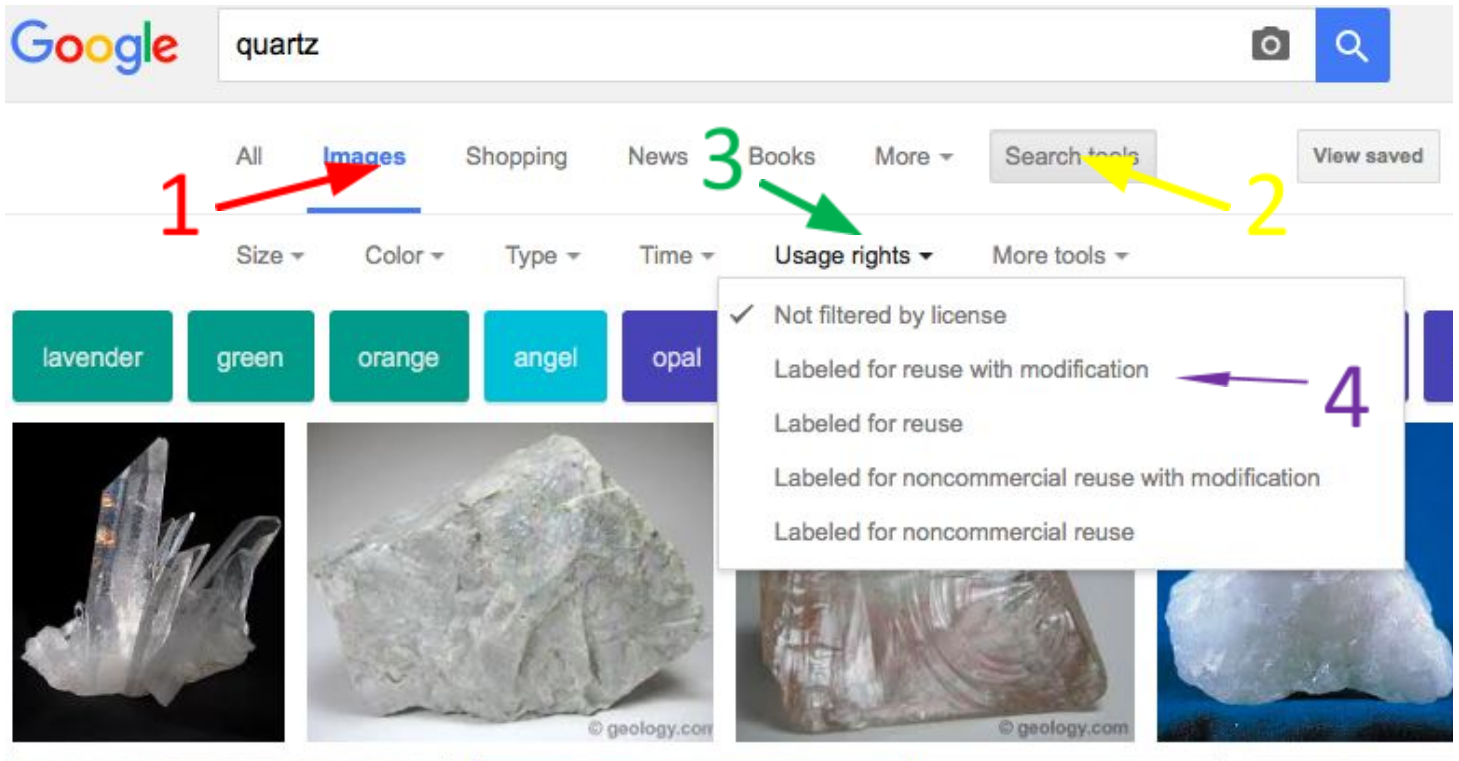 Google quartz
All Images Shopping News 3 Books More Search tools View saved
1 2
Size Color Type Time Usage rights More tools
✓ Not filtered by license
lavender green orange angel opal
Labeled for reuse with modification 4
Labeled for reuse
Labeled for noncommercial reuse with modification
Labeled for noncommercial reuse
© geology.com © geology.com